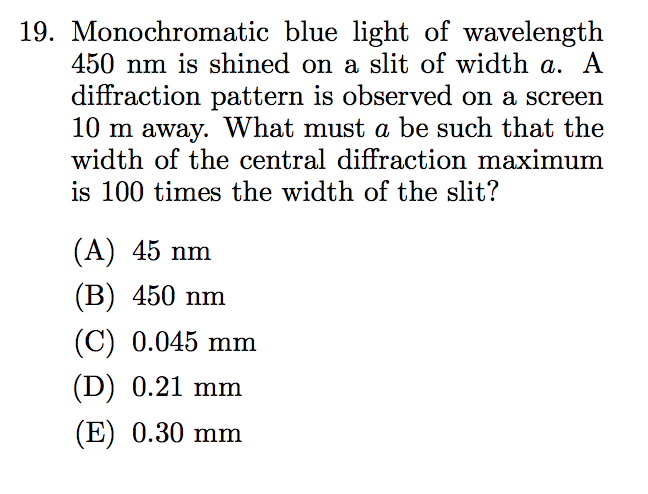 19. Monochromatic blue light of wavelength
450 nm is shined on a slit of width a. A
diffraction pattern is observed on a screen
10 m away. What must a be such that the
width of the central diffraction maximum
is 100 times the width of the slit?
(A) 45 nm
(B) 450 nm
(C) 0.045 mm
(D) 0.21 mm
(E) 0.30 mm